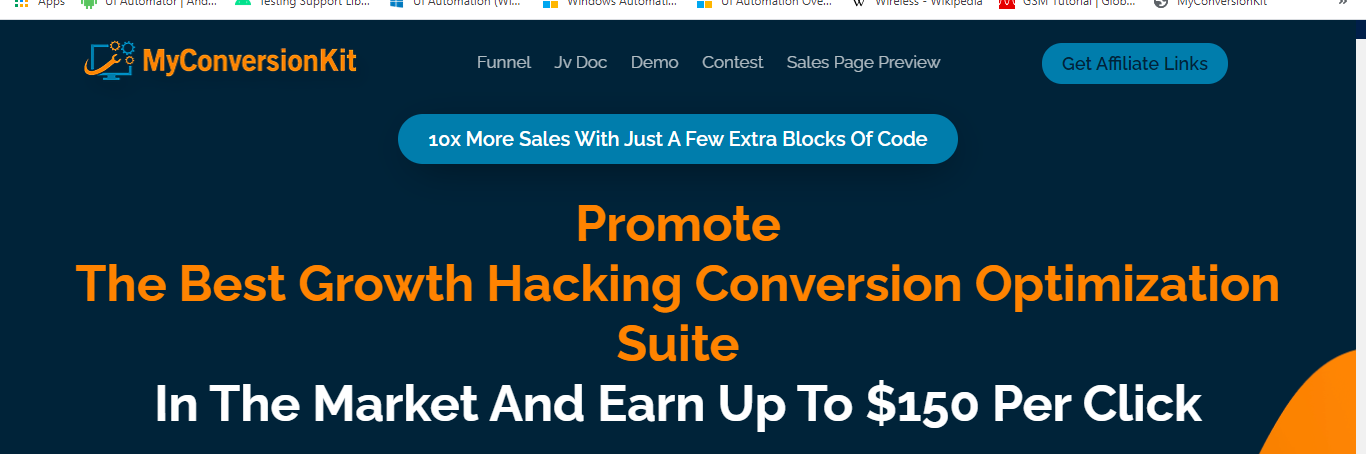 Apps UI Automator | And... Testing Support Lib... UI Automation (Wi... Windows Automati... UI Automation Ove... Wireless - Wikipedia GSM Tutorial | Glob... MyConversionKit »
MyConversionKit Funnel Jv Doc Demo Contest Sales Page Preview Get Affiliate Links
10x More Sales With Just A Few Extra Blocks Of Code
Promote
The Best Growth Hacking Conversion Optimization
Suite
In The Market And Earn Up To $150 Per Click